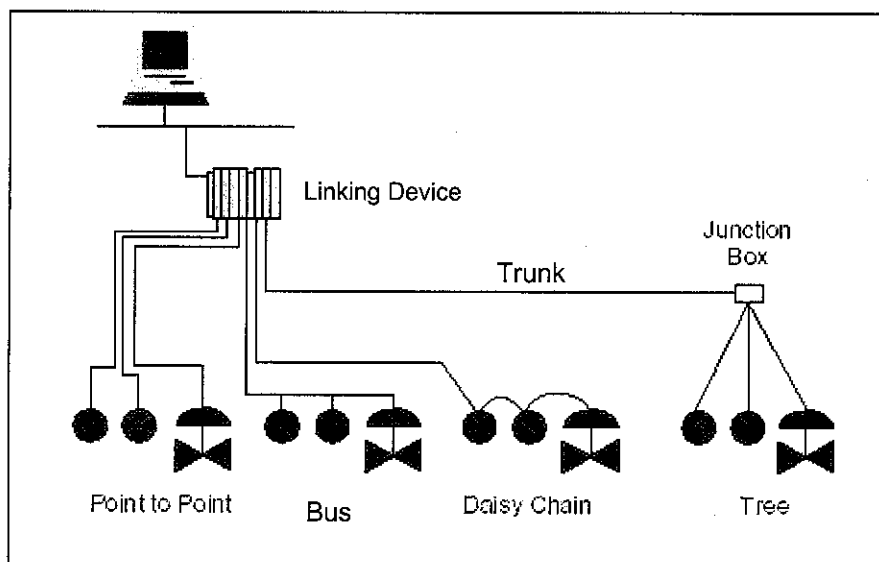 Linking Device
Junction
Box
Trunk
Point to Point
Bus
Daisy Chain
Tree